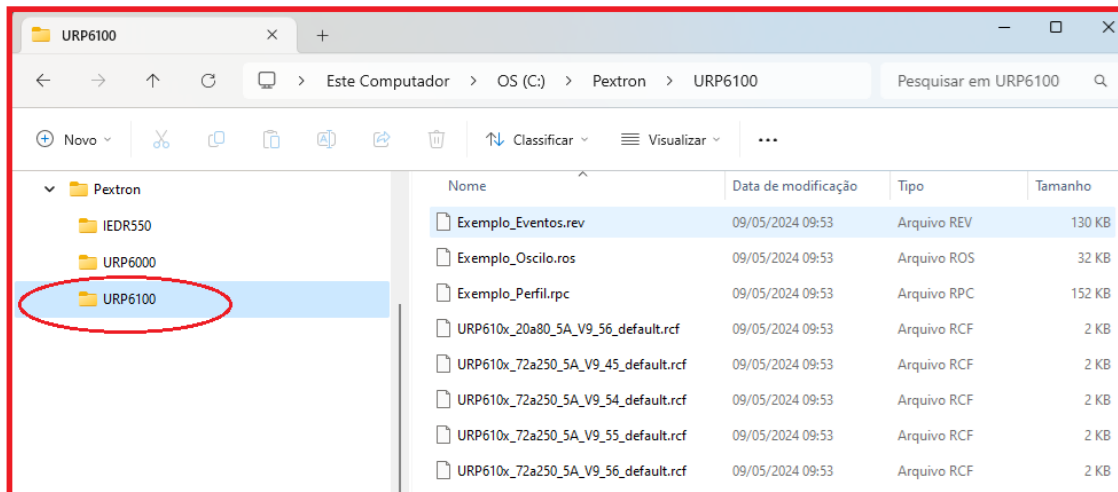 URP6100
Este Computador > OS (C:) > Pextron > URP6100 Pesquisar em URP6100
Novo Classificar Visualizar ...
Pextron
IEDR550
URP6000
URP6100
Nome Data de modificação Tipo Tamanho
Exemplo_Eventos.rev 09/05/2024 09:53 Arquivo REV 130 KB
Exemplo_Oscilo.ros 09/05/2024 09:53 Arquivo ROS 32 KB
Exemplo_Perfil.rpc 09/05/2024 09:53 Arquivo RPC 152 KB
URP610x_20a80_5A_V9_56_default.rcf 09/05/2024 09:53 Arquivo RCF 2 KB
URP610x_72a250_5A_V9_45_default.rcf 09/05/2024 09:53 Arquivo RCF 2 KB
URP610x_72a250_5A_V9_54_default.rcf 09/05/2024 09:53 Arquivo RCF 2 KB
URP610x_72a250_5A_V9_55_default.rcf 09/05/2024 09:53 Arquivo RCF 2 KB
URP610x_72a250_5A_V9_56_default.rcf 09/05/2024 09:53 Arquivo RCF 2 KB